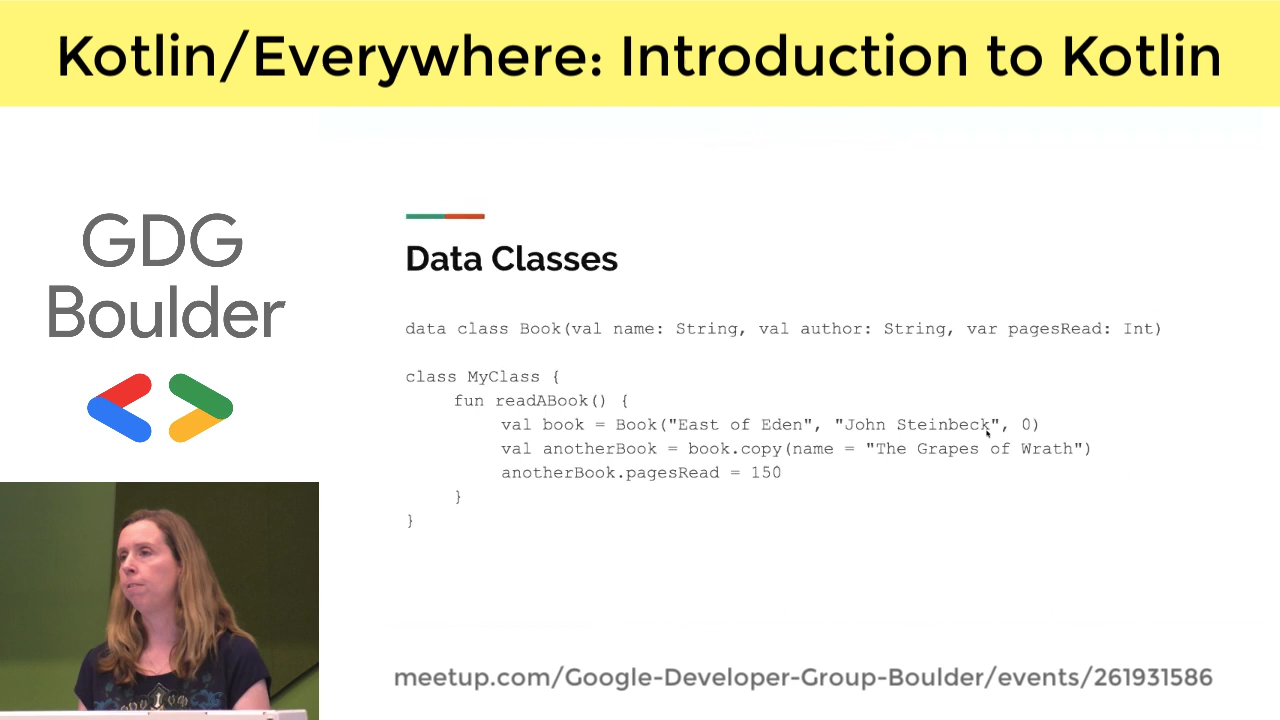 Kotlin/Everywhere: Introduction to Kotlin
GDG
Boulder
Data Classes
data class Book(val name: String, val author: String, var pagesRead: Int)
class MyClass {
fun readABook() {
val book = Book("East of Eden", "John Steinbeck", 0)
val anotherBook = book.copy(name = "The Grapes of Wrath")
anotherBook.pagesRead = 150
}
}
meetup.com/Google-Developer-Group-Boulder/events/261931586